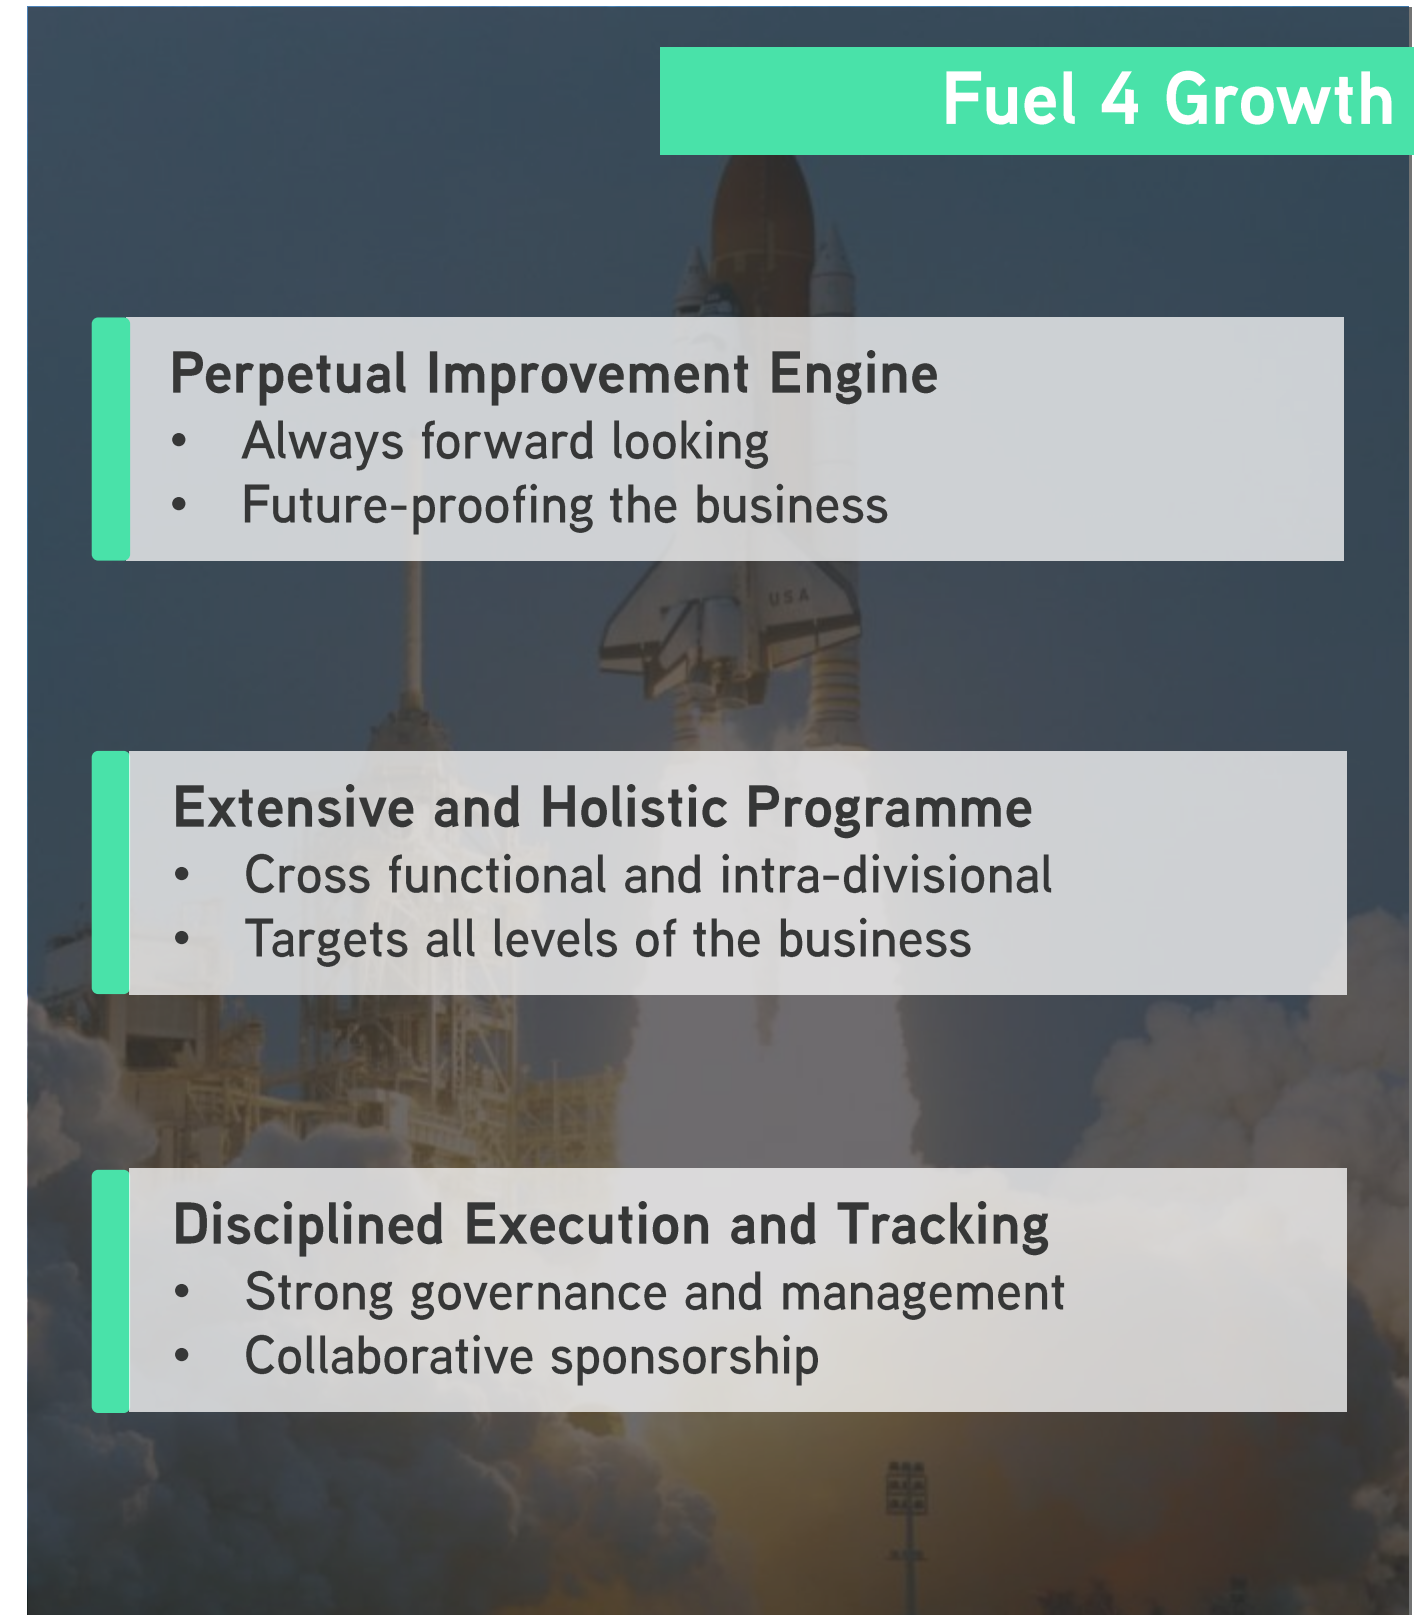 Fuel 4 Growth
USA
Perpetual Improvement Engine
• Always forward looking
• Future-proofing the business
Extensive and Holistic Programme
• Cross functional and intra-divisional
• Targets all levels of the business
Disciplined Execution and Tracking
• Strong governance and management
• Collaborative sponsorship